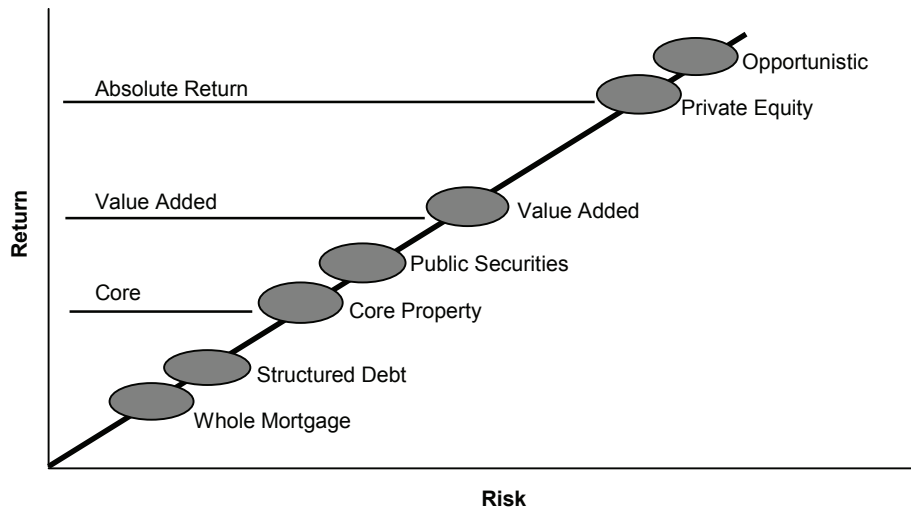 Opportunistic
Absolute Return
Private Equity
Value Added
Value Added
Public Securities
Core
Core Property
Structured Debt
Whole Mortgage
Return
Risk